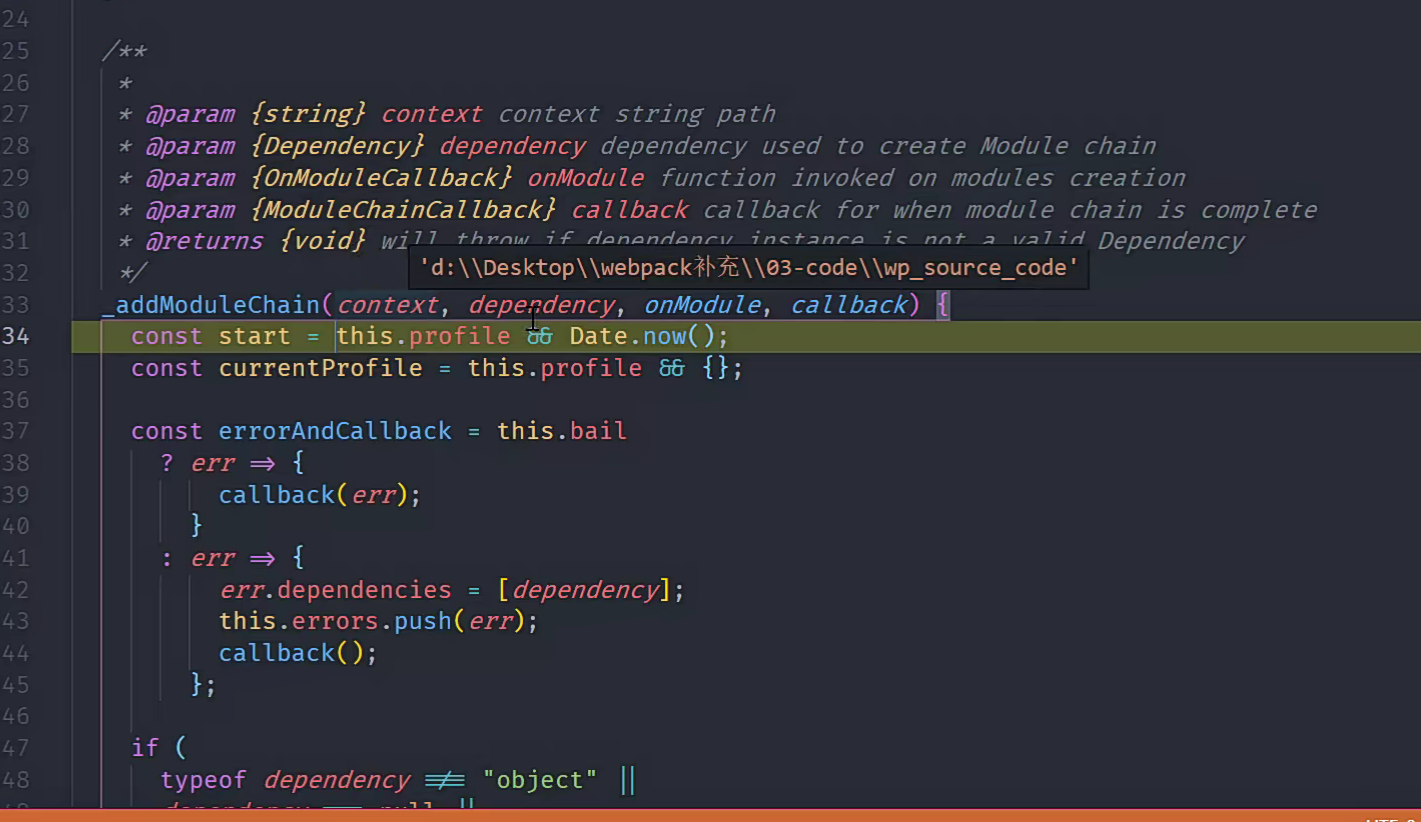 24
25 /**
26 *
27 * @param {string} context context string path
28 * @param {Dependency} dependency dependency used to create Module chain
29 * @param {OnModuleCallback} onModule function invoked on modules creation
30 * @param {ModuleChainCallback} callback callback for when module chain is complete
31 * @returns {void} will throw if dependency instance is not a valid Dependency
'd:\\Desktop\\webpack补充\\03-code\\wp_source_code'
32 */
33 _addModuleChain(context, dependency, onModule, callback) {
34 const start = this.profile && Date.now();
35 const currentProfile = this.profile && {};
36
37 const errorAndCallback = this.bail
38 ? err => {
39 callback(err);
40 }
41 : err => {
42 err.dependencies = [dependency];
43 this.errors.push(err);
44 callback();
45 };
46
47 if (
48 typeof dependency !== "object" ||